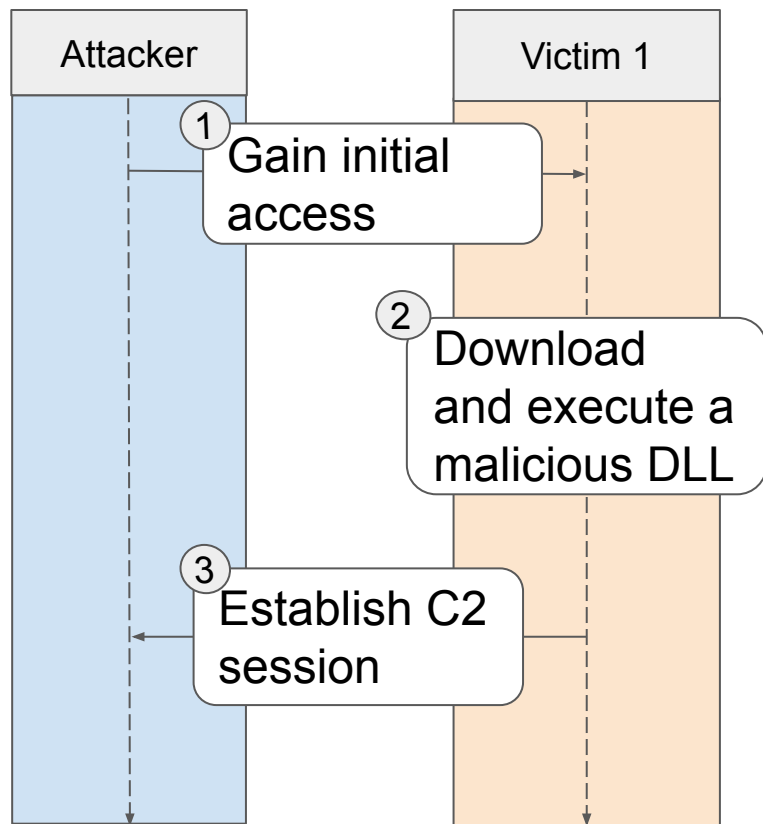 Attacker
Victim 1
1
Gain initial
access
2
Download
and execute a
malicious DLL
3
Establish C2
session